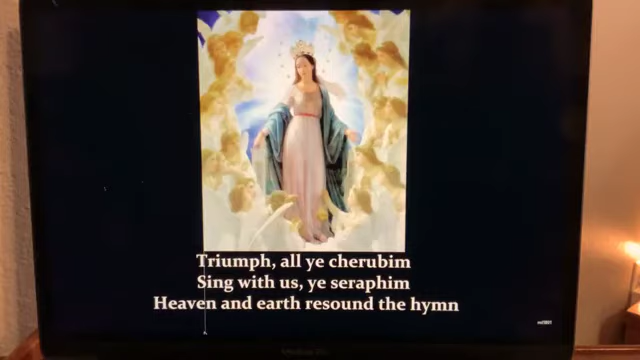 Triumph, all ye cherubim
Sing with us, ye seraphim
Heaven and earth resound the hymn